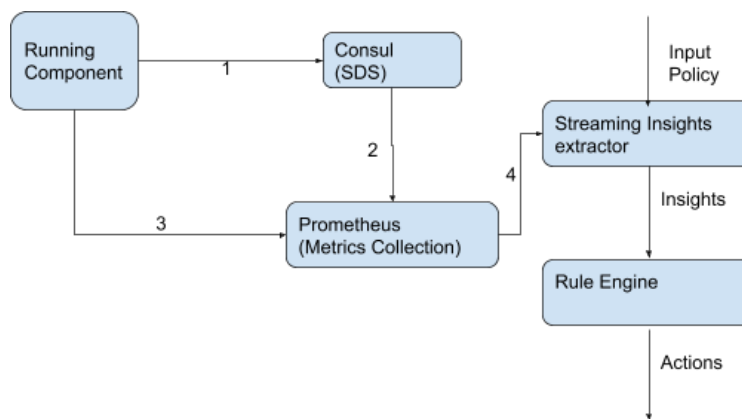 Running
Component
1
Consul
(SDS)
Input
Policy
2
4
Streaming Insights
extractor
3
Prometheus
(Metrics Collection)
Insights
Rule Engine
Actions